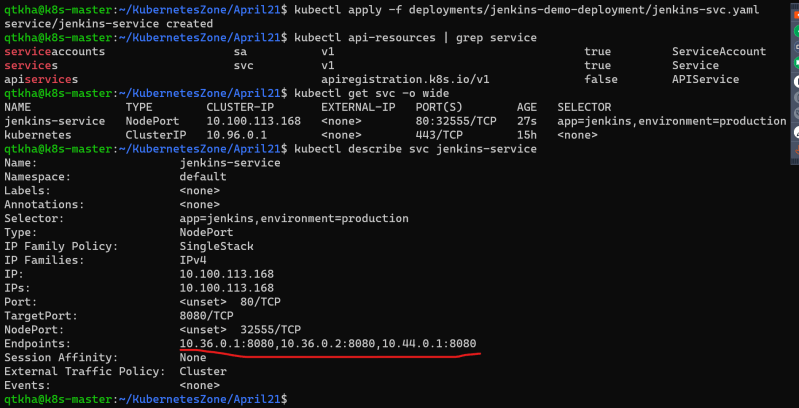 qtkha@k8s-master:~/KubernetesZone/April21$ kubectl apply -f deployments/jenkins-demo-deployment/jenkins-svc.yaml
service/jenkins-service created
qtkha@k8s-master:~/KubernetesZone/April21$ kubectl api-resources | grep service
serviceaccounts sa v1 true ServiceAccount
services svc v1 true Service
apiservices apiregistration.k8s.io/v1 false APIService
qtkha@k8s-master:~/KubernetesZone/April21$ kubectl get svc -o wide
NAME TYPE CLUSTER-IP EXTERNAL-IP PORT(S) AGE SELECTOR
jenkins-service NodePort 10.100.113.168 <none> 80:32555/TCP 27s app=jenkins,environment=production
kubernetes ClusterIP 10.96.0.1 <none> 443/TCP 15h <none>
qtkha@k8s-master:~/KubernetesZone/April21$ kubectl describe svc jenkins-service
Name: jenkins-service
Namespace: default
Labels: <none>
Annotations: <none>
Selector: app=jenkins,environment=production
Type: NodePort
IP Family Policy: SingleStack
IP Families: IPv4
IP: 10.100.113.168
IPs: 10.100.113.168
Port: <unset> 80/TCP
TargetPort: 8080/TCP
NodePort: <unset> 32555/TCP
Endpoints: 10.36.0.1:8080,10.36.0.2:8080,10.44.0.1:8080
Session Affinity: None
External Traffic Policy: Cluster
Events: <none>
qtkha@k8s-master:~/KubernetesZone/April21$